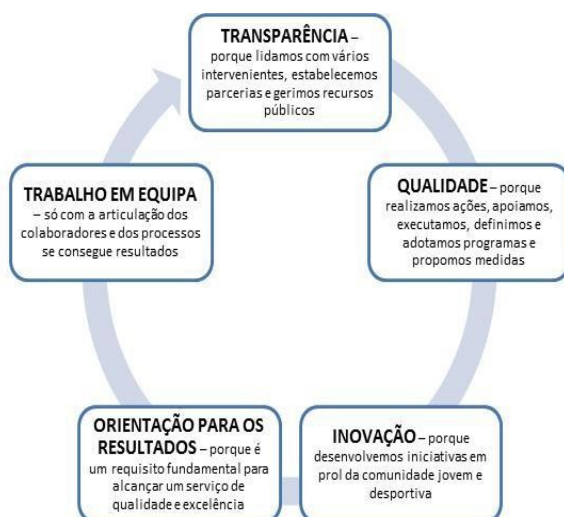 TRANSPARÊNCIA –
porque lidamos com vários
intervenientes, estabelecemos
parcerias e gerimos recursos
públicos
QUALIDADE – porque
realizamos ações, apoiamos,
executamos, definimos e
adotamos programas e
propomos medidas
INOVAÇÃO – porque
desenvolvemos iniciativas em
prol da comunidade jovem e
desportiva
ORIENTAÇÃO PARA OS
RESULTADOS – porque é
um requisito fundamental para
alcançar um serviço de
qualidade e excelência
TRABALHO EM EQUIPA
– só com a articulação dos
colaboradores e dos processos
se consegue resultados